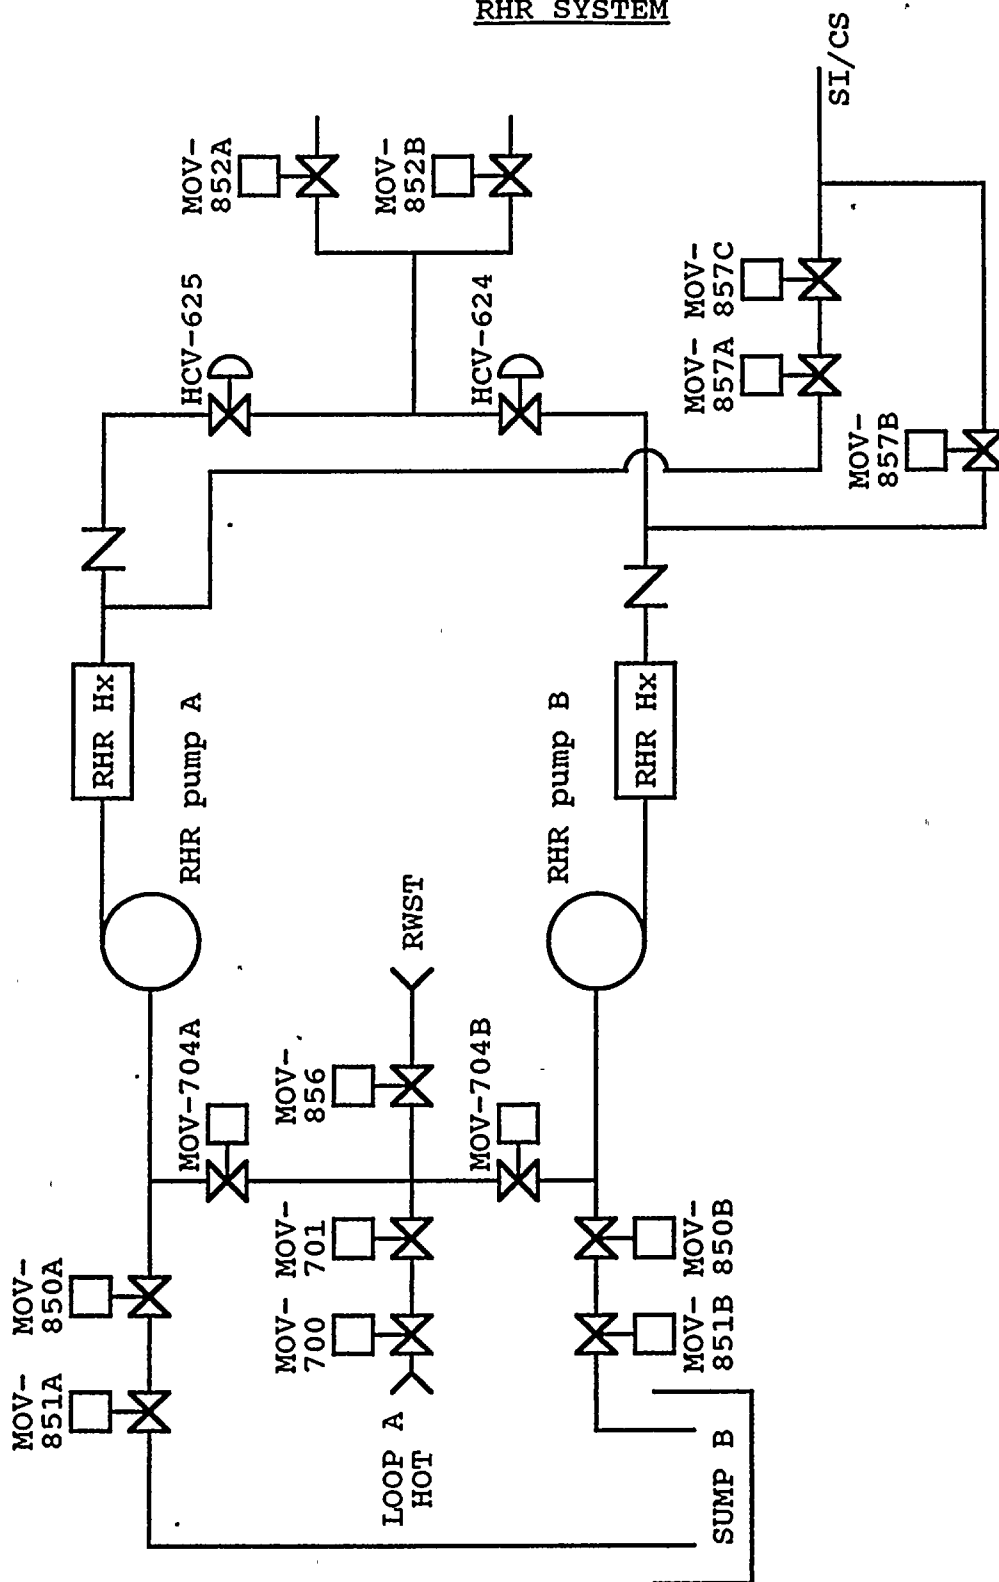 RHR SYSTEM
MOV-
852A
MOV-
852B
HCV-625
HCV-624
SI/CS
MOV-
857C
MOV-
857A
MOV-
857B
RHR Hx
RHR pump A
RHR Hx
RHR pump B
RWST
MOV-704A
MOV-
856
MOV-704B
MOV-
850A
MOV-
851A
MOV-
701
MOV-
700
MOV-
850B
MOV-
851B
LOOP A
HOT
SUMP B